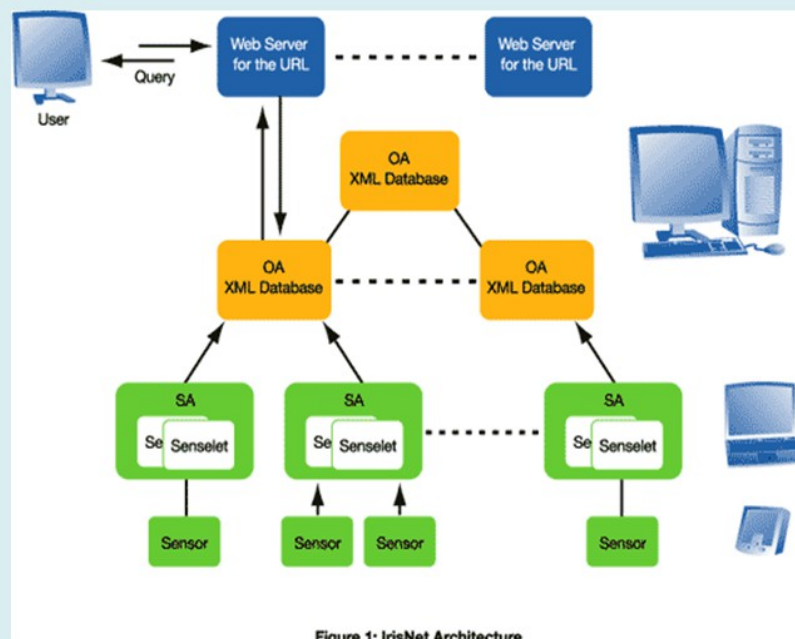 Web Server
for the URL
Web Server
for the URL
Query
User
OA
XML Database
OA
XML Database
OA
XML Database
SA
Se
Senselet
SA
Se
Senselet
SA
Se
Senselet
Sensor
Sensor
Sensor
Sensor
Figure 1: IrisNet Architecture